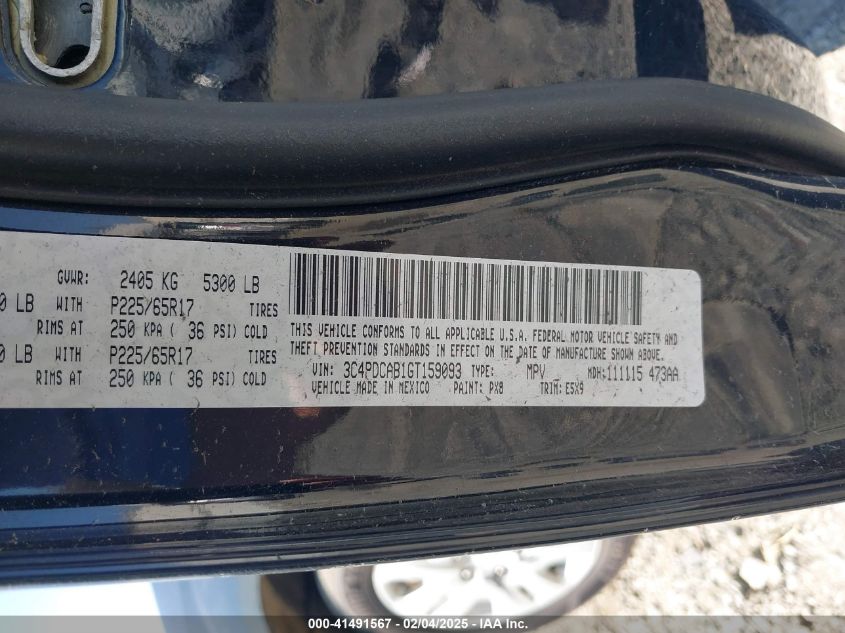 GVWR: 2405 KG 5300 LB
0 LB WITH P225/65R17 TIRES
RIMS AT 250 KPA ( 36 PSI) COLD
0 LB WITH P225/65R17 TIRES
RIMS AT 250 KPA ( 36 PSI) COLD
THIS VEHICLE CONFORMS TO ALL APPLICABLE U.S.A. FEDERAL MOTOR VEHICLE SAFETY AND
THEFT PREVENTION STANDARDS IN EFFECT ON THE DATE OF MANUFACTURE SHOWN ABOVE.
VIN: 3C4PDCAB1GT159093 TYPE: MPV MDH: 111115 473AA
VEHICLE MADE IN MEXICO PAINT: PX8 TRIM: E5X9
000-41491567 - 02/04/2025 - IAA Inc.